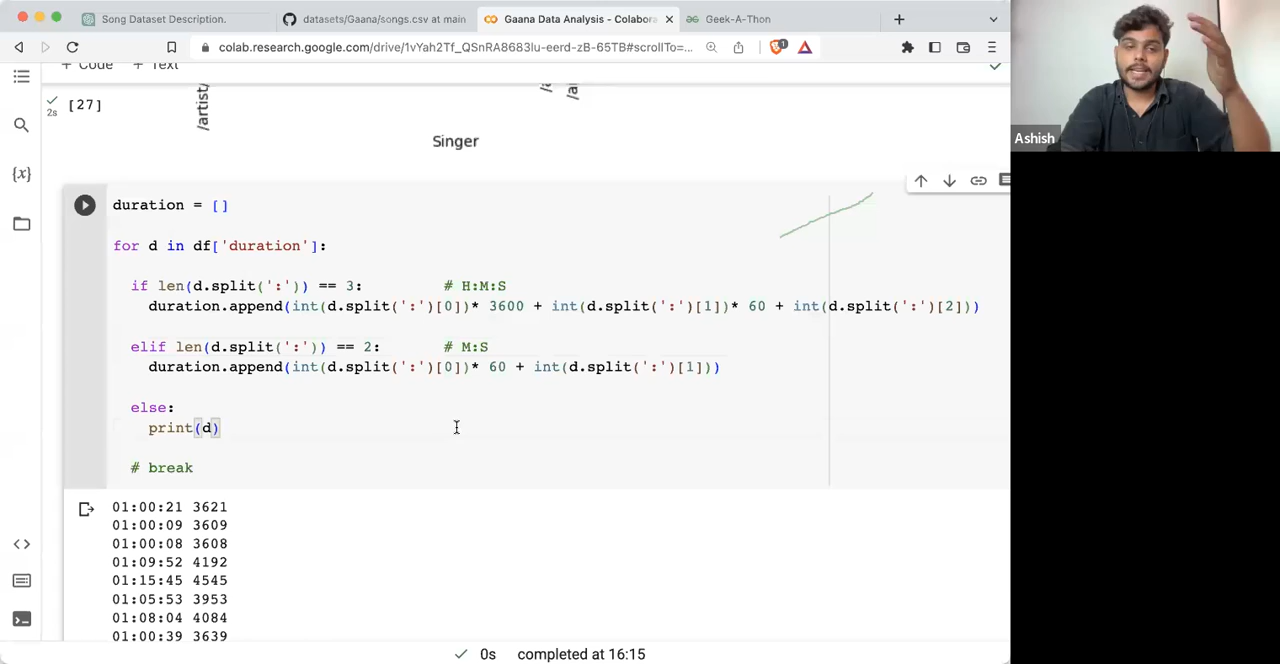 Song Dataset Description.
datasets/Gaana/songs.csv at main
Gaana Data Analysis - Colabora
Geek-A-Thon
colab.research.google.com/drive/1vYah2Tf_QSnRA8683lu-eerd-zB-65TB#scrollTo=...
1
+ Code + Text
[27]
2s
/artist/
/a
/a
Singer
{x}
duration = []
for d in df['duration']:
if len(d.split(':')) == 3: # H:M:S
duration.append(int(d.split(':')[0])* 3600 + int(d.split(':')[1])* 60 + int(d.split(':')[2]))
elif len(d.split(':')) == 2: # M:S
duration.append(int(d.split(':')[0])* 60 + int(d.split(':')[1]))
else:
print(d)
# break
01:00:21 3621
01:00:09 3609
01:00:08 3608
01:09:52 4192
01:15:45 4545
01:05:53 3953
01:08:04 4084
01:00:39 3639
0s completed at 16:15
Ashish